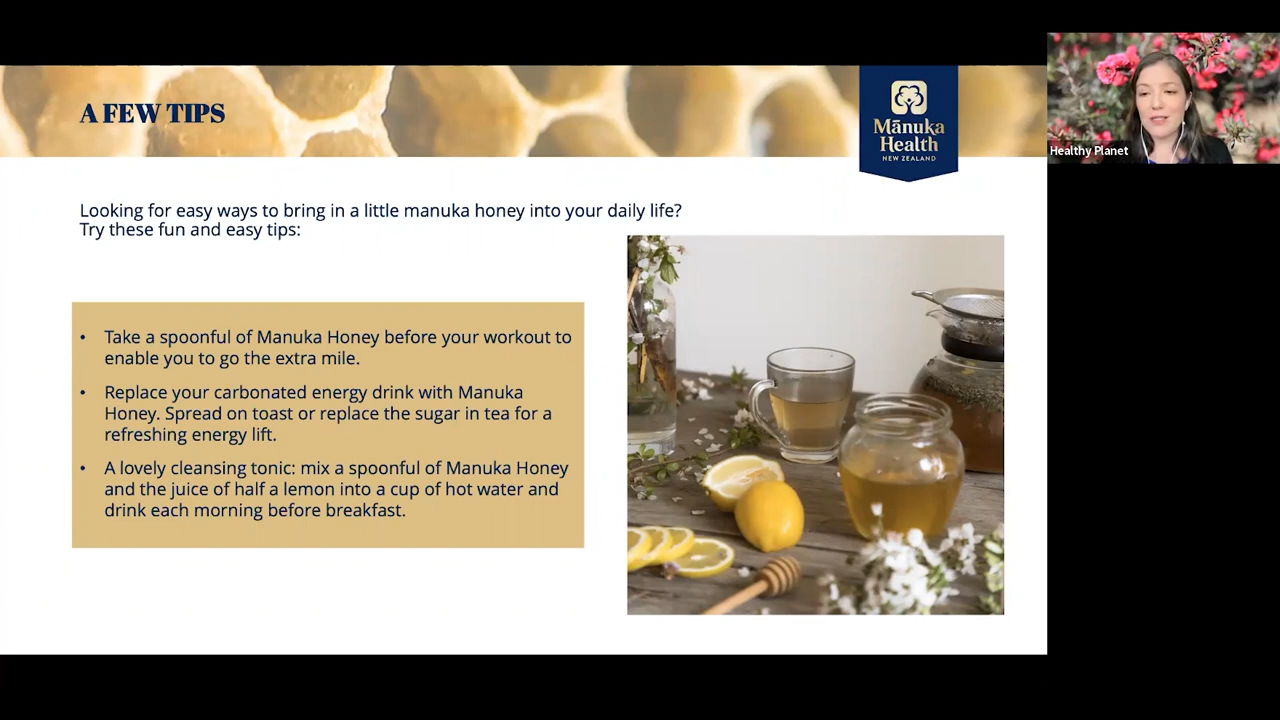 A FEW TIPS
Mānuka
Health
NEW ZEALAND
Healthy Planet
Looking for easy ways to bring in a little manuka honey into your daily life?
Try these fun and easy tips:
• Take a spoonful of Manuka Honey before your workout to
enable you to go the extra mile.
• Replace your carbonated energy drink with Manuka
Honey. Spread on toast or replace the sugar in tea for a
refreshing energy lift.
• A lovely cleansing tonic: mix a spoonful of Manuka Honey
and the juice of half a lemon into a cup of hot water and
drink each morning before breakfast.